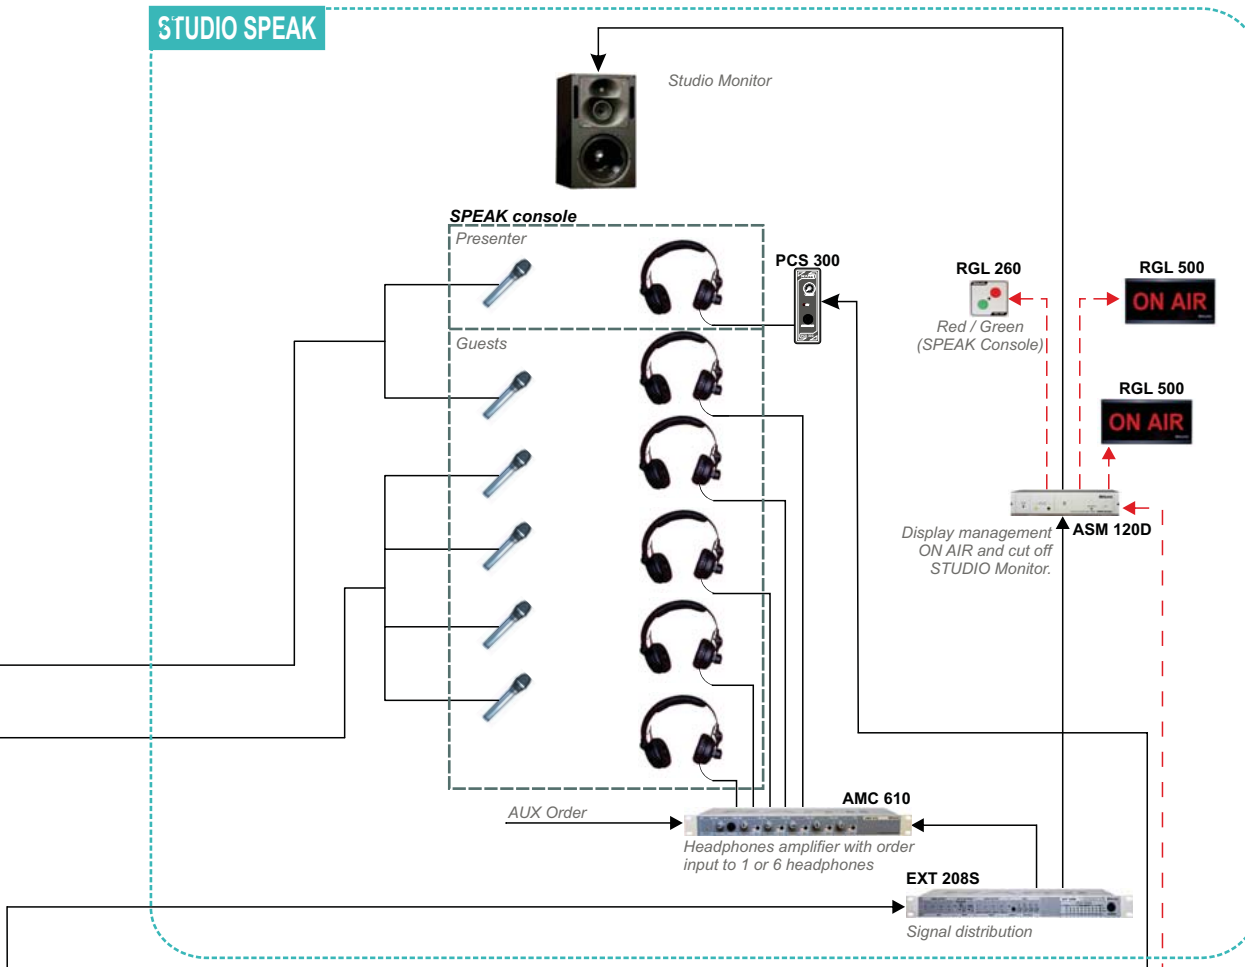 STUDIO SPEAK
Studio Monitor
SPEAK console
Presenter
PCS 300
RGL 260
RGL 500
ON AIR
Red / Green
(SPEAK Console)
Guests
RGL 500
ON AIR
ASM 120D
Display management
ON AIR and cut off
STUDIO Monitor.
AMC 610
AUX Order
Headphones amplifier with order
input to 1 or 6 headphones
EXT 208S
Signal distribution